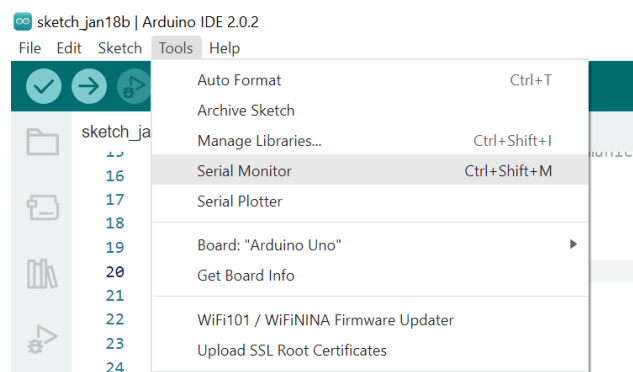 sketch_jan18b | Arduino IDE 2.0.2
File Edit Sketch Tools Help
Auto Format Ctrl+T
sketch_ja
Archive Sketch
Manage Libraries... Ctrl+Shift+I
15
16 Serial Monitor Ctrl+Shift+M
17 Serial Plotter
18
19 Board: "Arduino Uno"
20 Get Board Info
21
22 WiFi101 / WiFiNINA Firmware Updater
23 Upload SSL Root Certificates
24